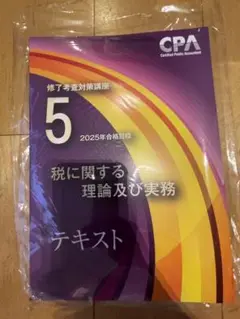 CPA
Certified Public Accountant
修了考査対策講座
5
2025年合格目標
税に関する
理論及び実務
テキスト